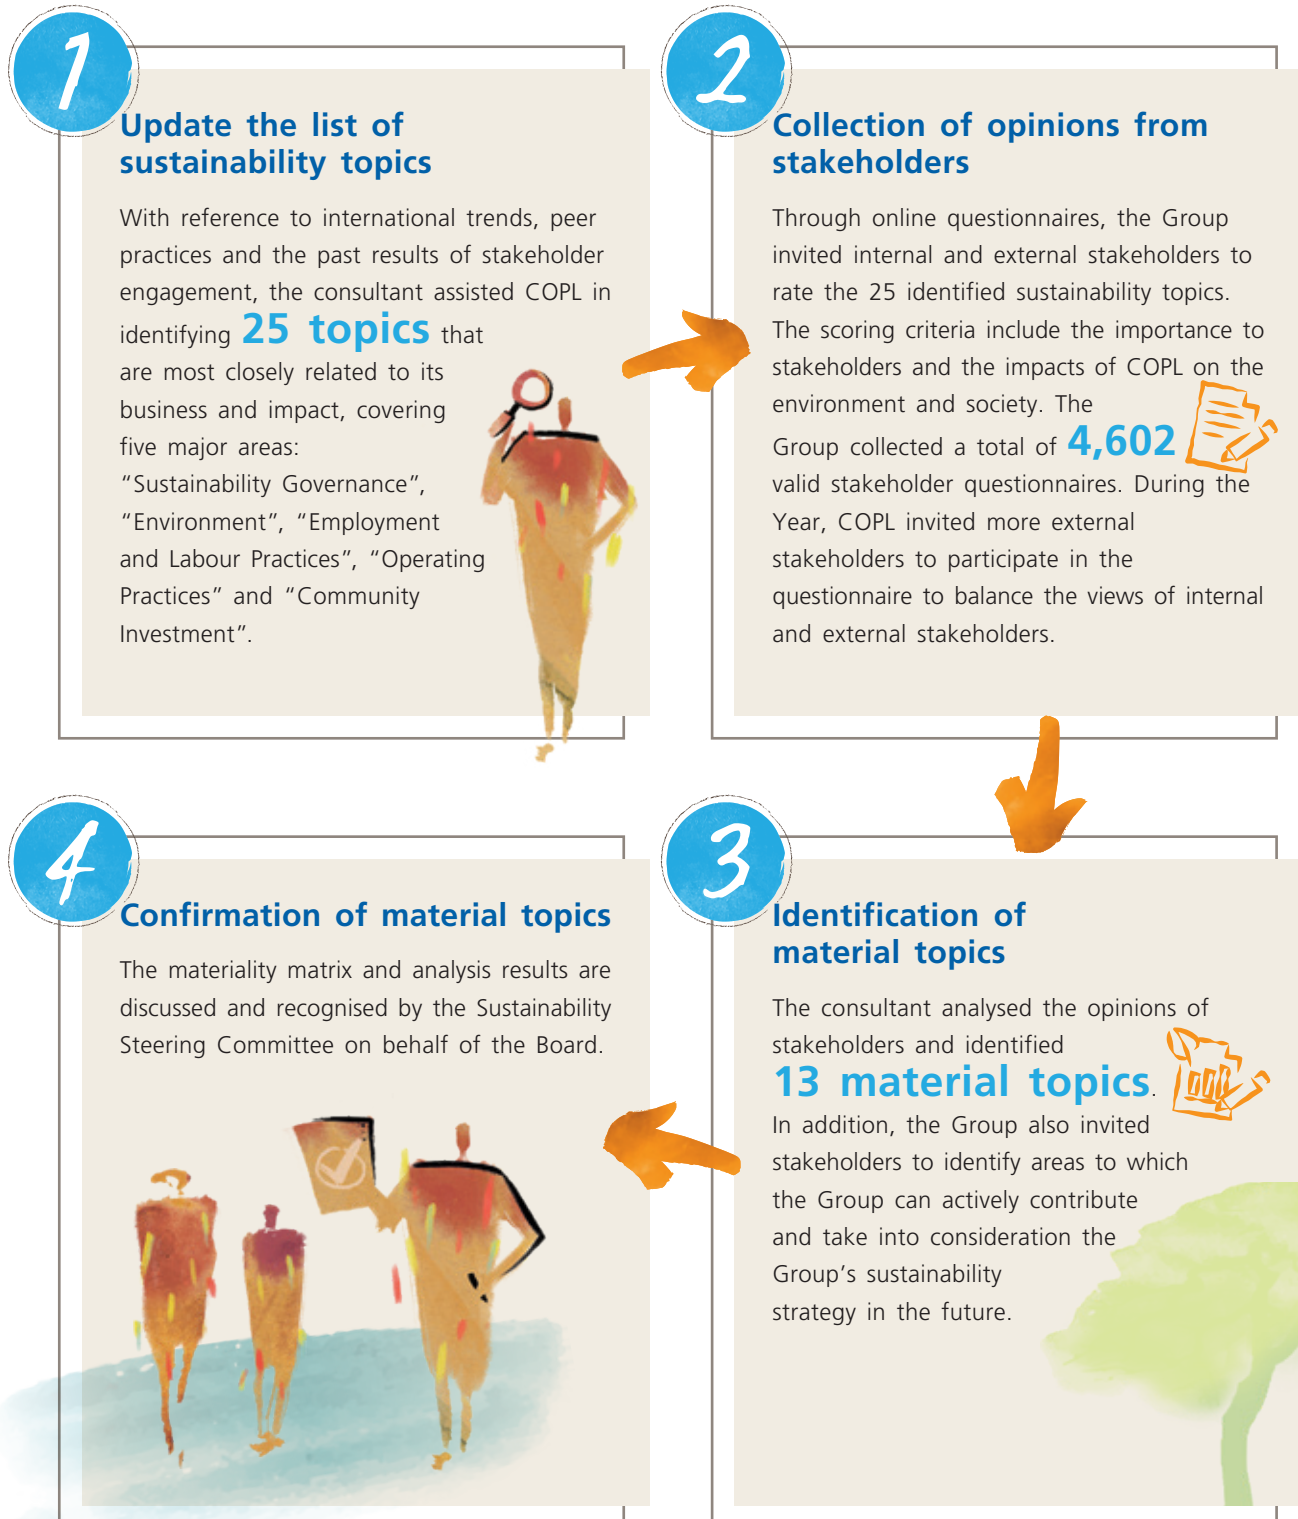 1
Update the list of
sustainability topics
With reference to international trends, peer
practices and the past results of stakeholder
engagement, the consultant assisted COPL in
identifying 25 topics that
are most closely related to its
business and impact, covering
five major areas:
“Sustainability Governance”,
“Environment”, “Employment
and Labour Practices”, “Operating
Practices” and “Community
Investment”.
2
Collection of opinions from
stakeholders
Through online questionnaires, the Group
invited internal and external stakeholders to
rate the 25 identified sustainability topics.
The scoring criteria include the importance to
stakeholders and the impacts of COPL on the
environment and society. The
Group collected a total of 4,602
valid stakeholder questionnaires. During the
Year, COPL invited more external
stakeholders to participate in the
questionnaire to balance the views of internal
and external stakeholders.
3
Identification of
material topics
The consultant analysed the opinions of
stakeholders and identified
13 material topics.
In addition, the Group also invited
stakeholders to identify areas to which
the Group can actively contribute
and take into consideration the
Group’s sustainability
strategy in the future.
4
Confirmation of material topics
The materiality matrix and analysis results are
discussed and recognised by the Sustainability
Steering Committee on behalf of the Board.